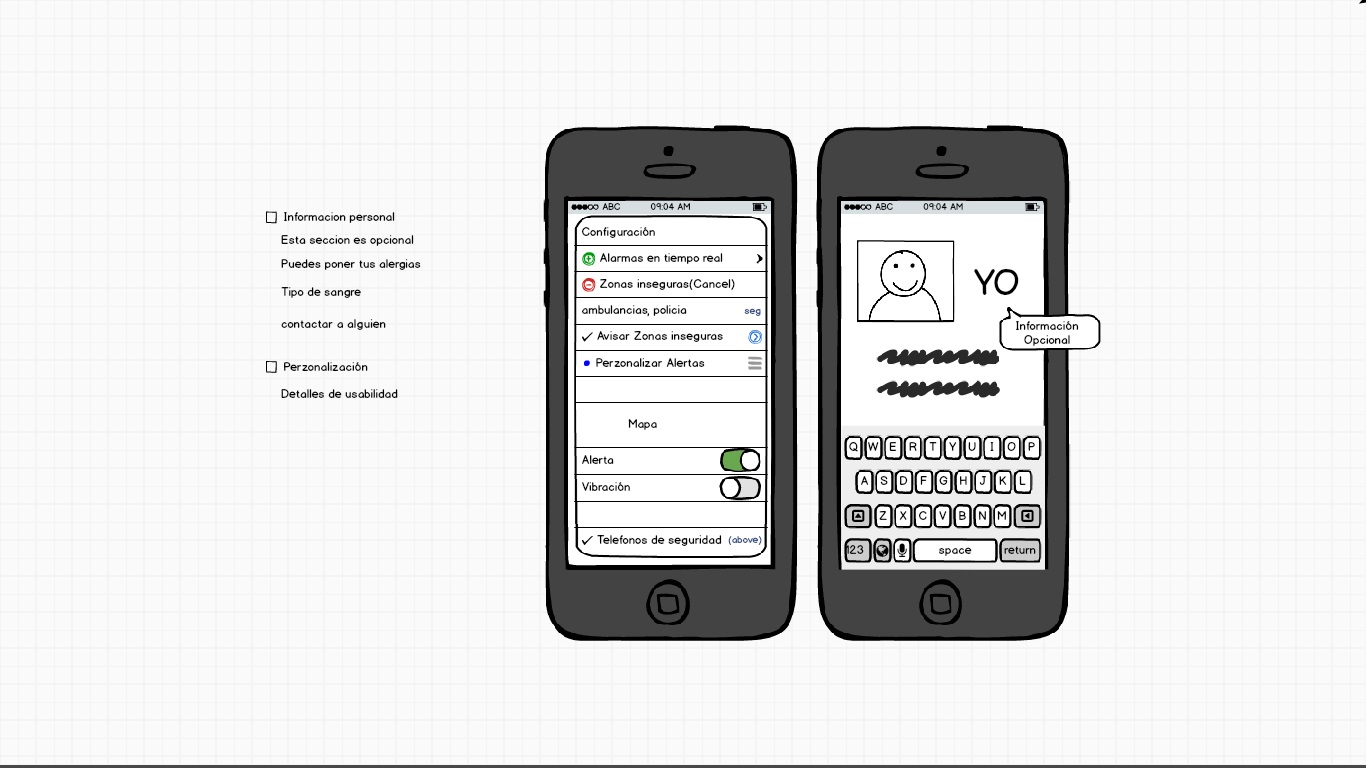 Informacion personal
Esta seccion es opcional
Puedes poner tus alergias
Tipo de sangre
contactar a alguien
Perzonalización
Detalles de usabilidad
ABC 09:04 AM
Configuración
Alarmas en tiempo real
Zonas inseguras(Cancel)
ambulancias, policia seg
Avisar Zonas inseguras
Perzonalizar Alertas
Mapa
Alerta
Vibración
Telefonos de seguridad (above)
ABC 09:04 AM
YO
Información
Opcional
Q W E R T Y U I O P
A S D F G H J K L
Z X C V B N M
123 space return